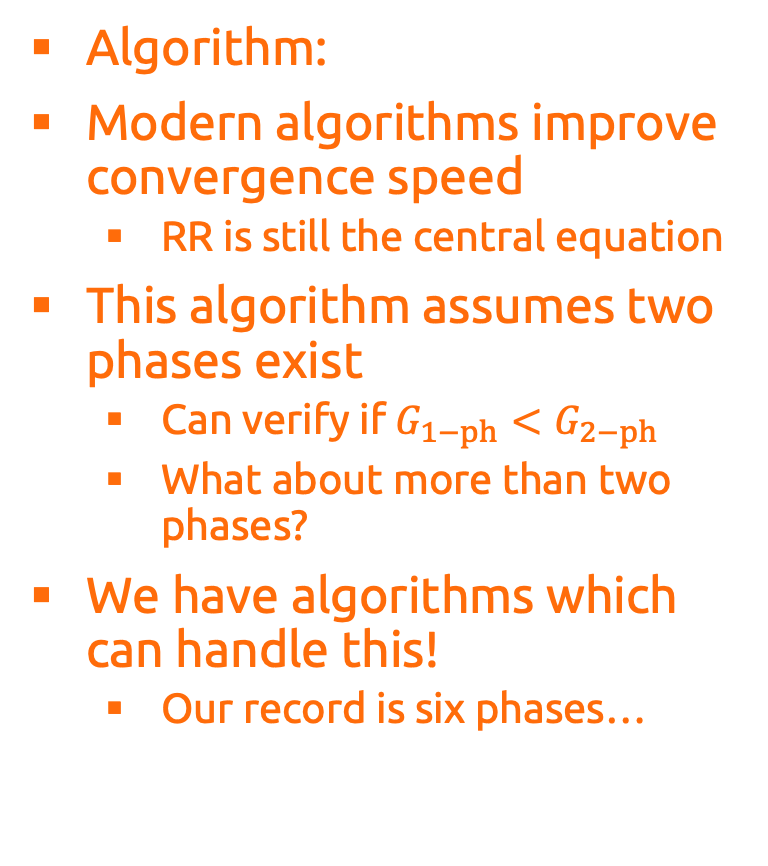 ▪ Algorithm:
▪ Modern algorithms improve
convergence speed
▪ RR is still the central equation
▪ This algorithm assumes two
phases exist
▪ Can verify if G₁₋ph < G₂₋ph
▪ What about more than two
phases?
▪ We have algorithms which
can handle this!
▪ Our record is six phases…